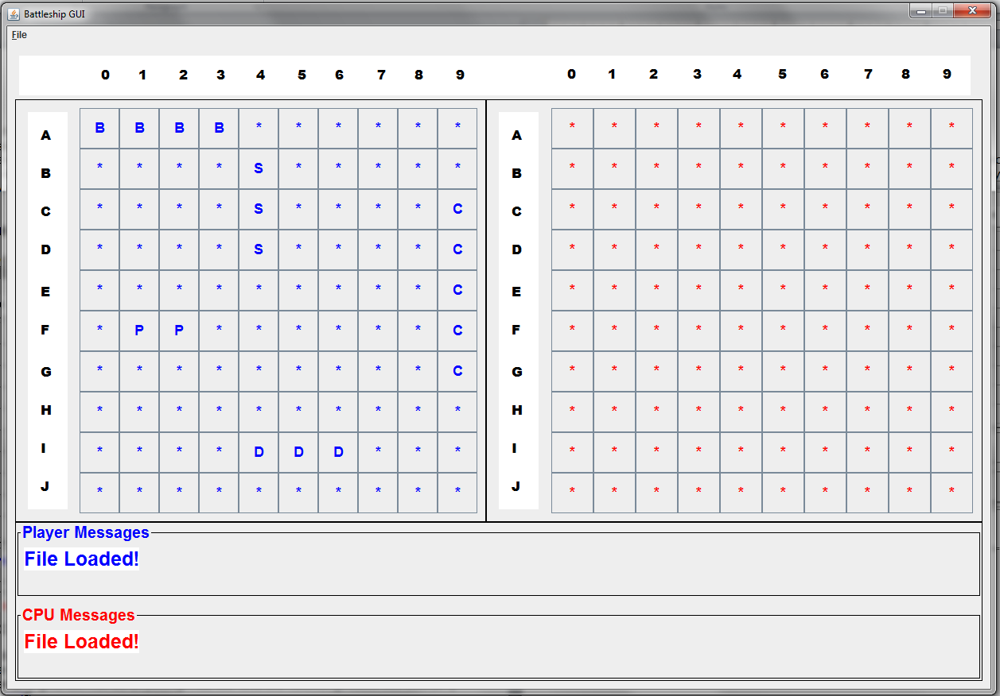 Battleship GUI
File
0 1 2 3 4 5 6 7 8 9 0 1 2 3 4 5 6 7 8 9
A B B B B * * * * * * A * * * * * * * * * *
B * * * * S * * * * * B * * * * * * * * * *
C * * * * S * * * * C C * * * * * * * * * *
D * * * * S * * * * C D * * * * * * * * * *
E * * * * * * * * * C E * * * * * * * * * *
F * P P * * * * * * C F * * * * * * * * * *
G * * * * * * * * * C G * * * * * * * * * *
H * * * * * * * * * * H * * * * * * * * * *
I * * * * D D D * * * I * * * * * * * * * *
J * * * * * * * * * * J * * * * * * * * * *
Player Messages
File Loaded!
CPU Messages
File Loaded!